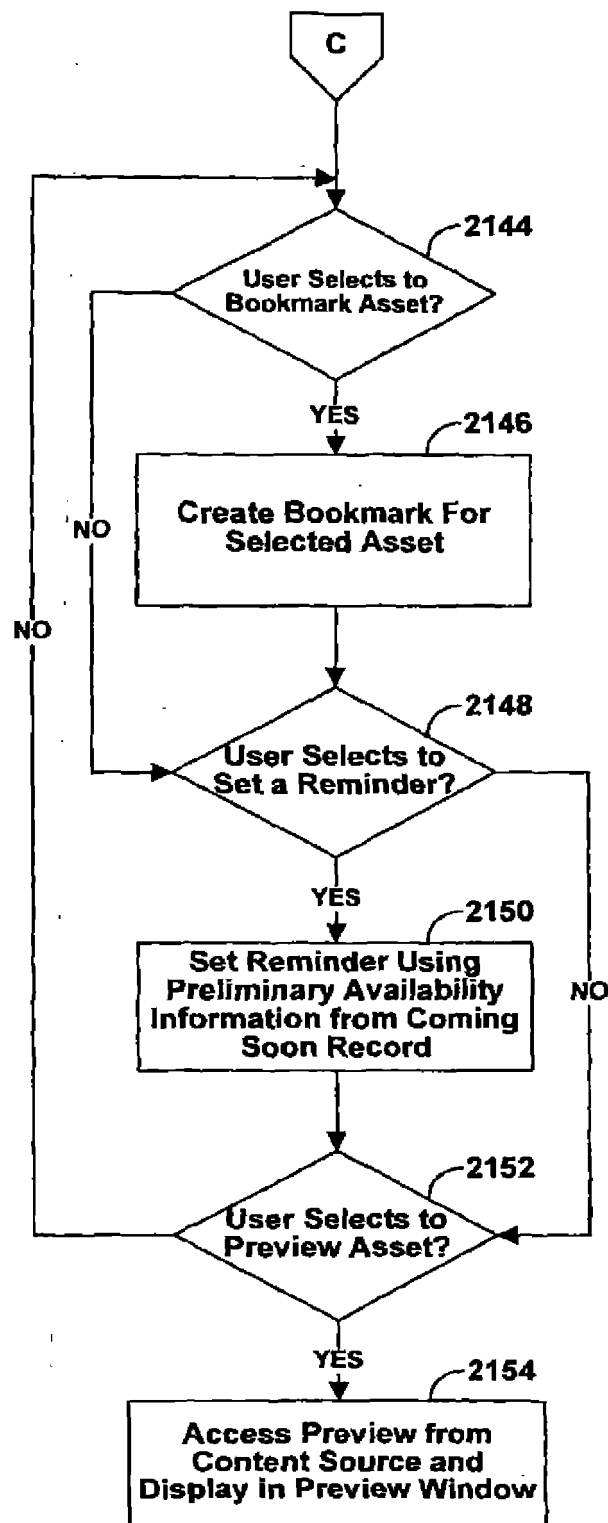 C
2144
User Selects to
Bookmark Asset?
YES
2146
Create Bookmark For
Selected Asset
NO
NO
2148
User Selects to
Set a Reminder?
YES
2150
Set Reminder Using
Preliminary Availability
Information from Coming
Soon Record
NO
2152
User Selects to
Preview Asset?
YES
2154
Access Preview from
Content Source and
Display in Preview Window